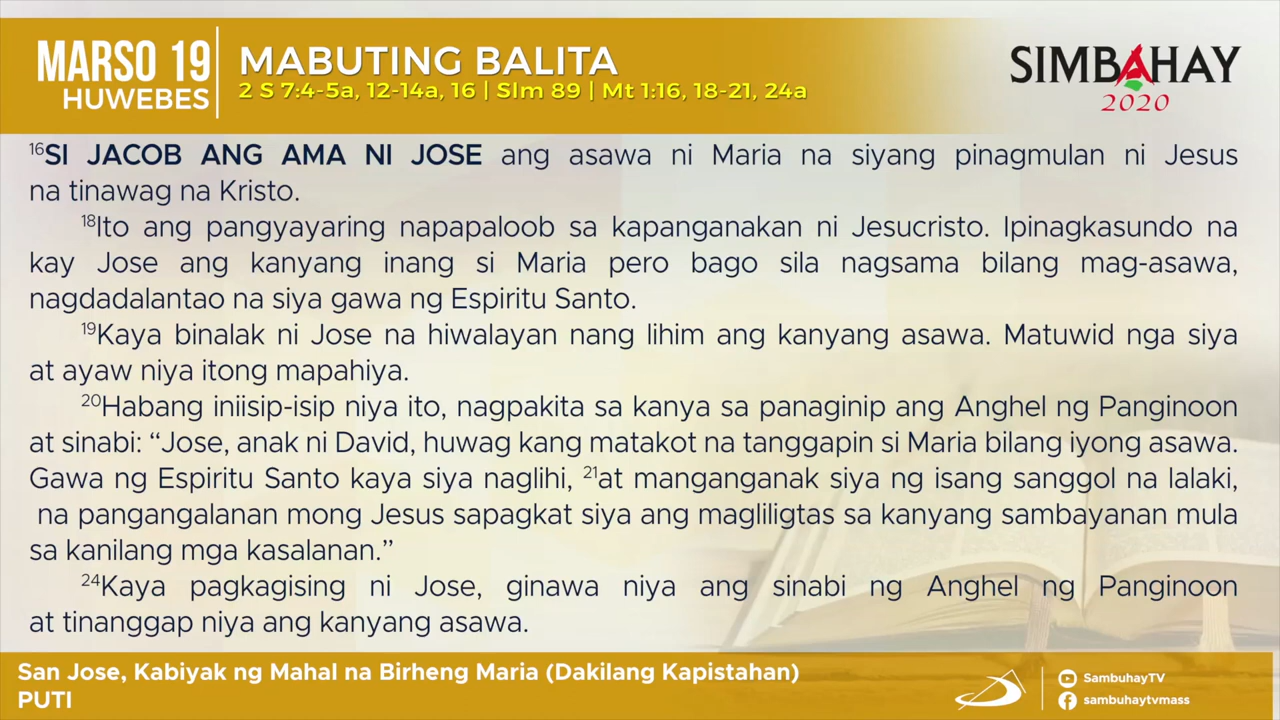 MARSO 19
HUWEBES
MABUTING BALITA
2 S 7:4-5a, 12-14a, 16 | Slm 89 | Mt 1:16, 18-21, 24a
SIMBAHAY
2020
16SI JACOB ANG AMA NI JOSE ang asawa ni Maria na siyang pinagmulan ni Jesus
na tinawag na Kristo.
18Ito ang pangyayaring napapaloob sa kapanganakan ni Jesucristo. Ipinagkasundo na
kay Jose ang kanyang inang si Maria pero bago sila nagsama bilang mag-asawa,
nagdadalantao na siya gawa ng Espiritu Santo.
19Kaya binalak ni Jose na hiwalayan nang lihim ang kanyang asawa. Matuwid nga siya
at ayaw niya itong mapahiya.
20Habang iniisip-isip niya ito, nagpakita sa kanya sa panaginip ang Anghel ng Panginoon
at sinabi: “Jose, anak ni David, huwag kang matakot na tanggapin si Maria bilang iyong asawa.
Gawa ng Espiritu Santo kaya siya naglihi, 21at manganganak siya ng isang sanggol na lalaki,
na pangangalanan mong Jesus sapagkat siya ang magliligtas sa kanyang sambayanan mula
sa kanilang mga kasalanan.”
24Kaya pagkagising ni Jose, ginawa niya ang sinabi ng Anghel ng Panginoon
at tinanggap niya ang kanyang asawa.
San Jose, Kabiyak ng Mahal na Birheng Maria (Dakilang Kapistahan)
PUTI
SambuhayTV
sambuhaytvmass